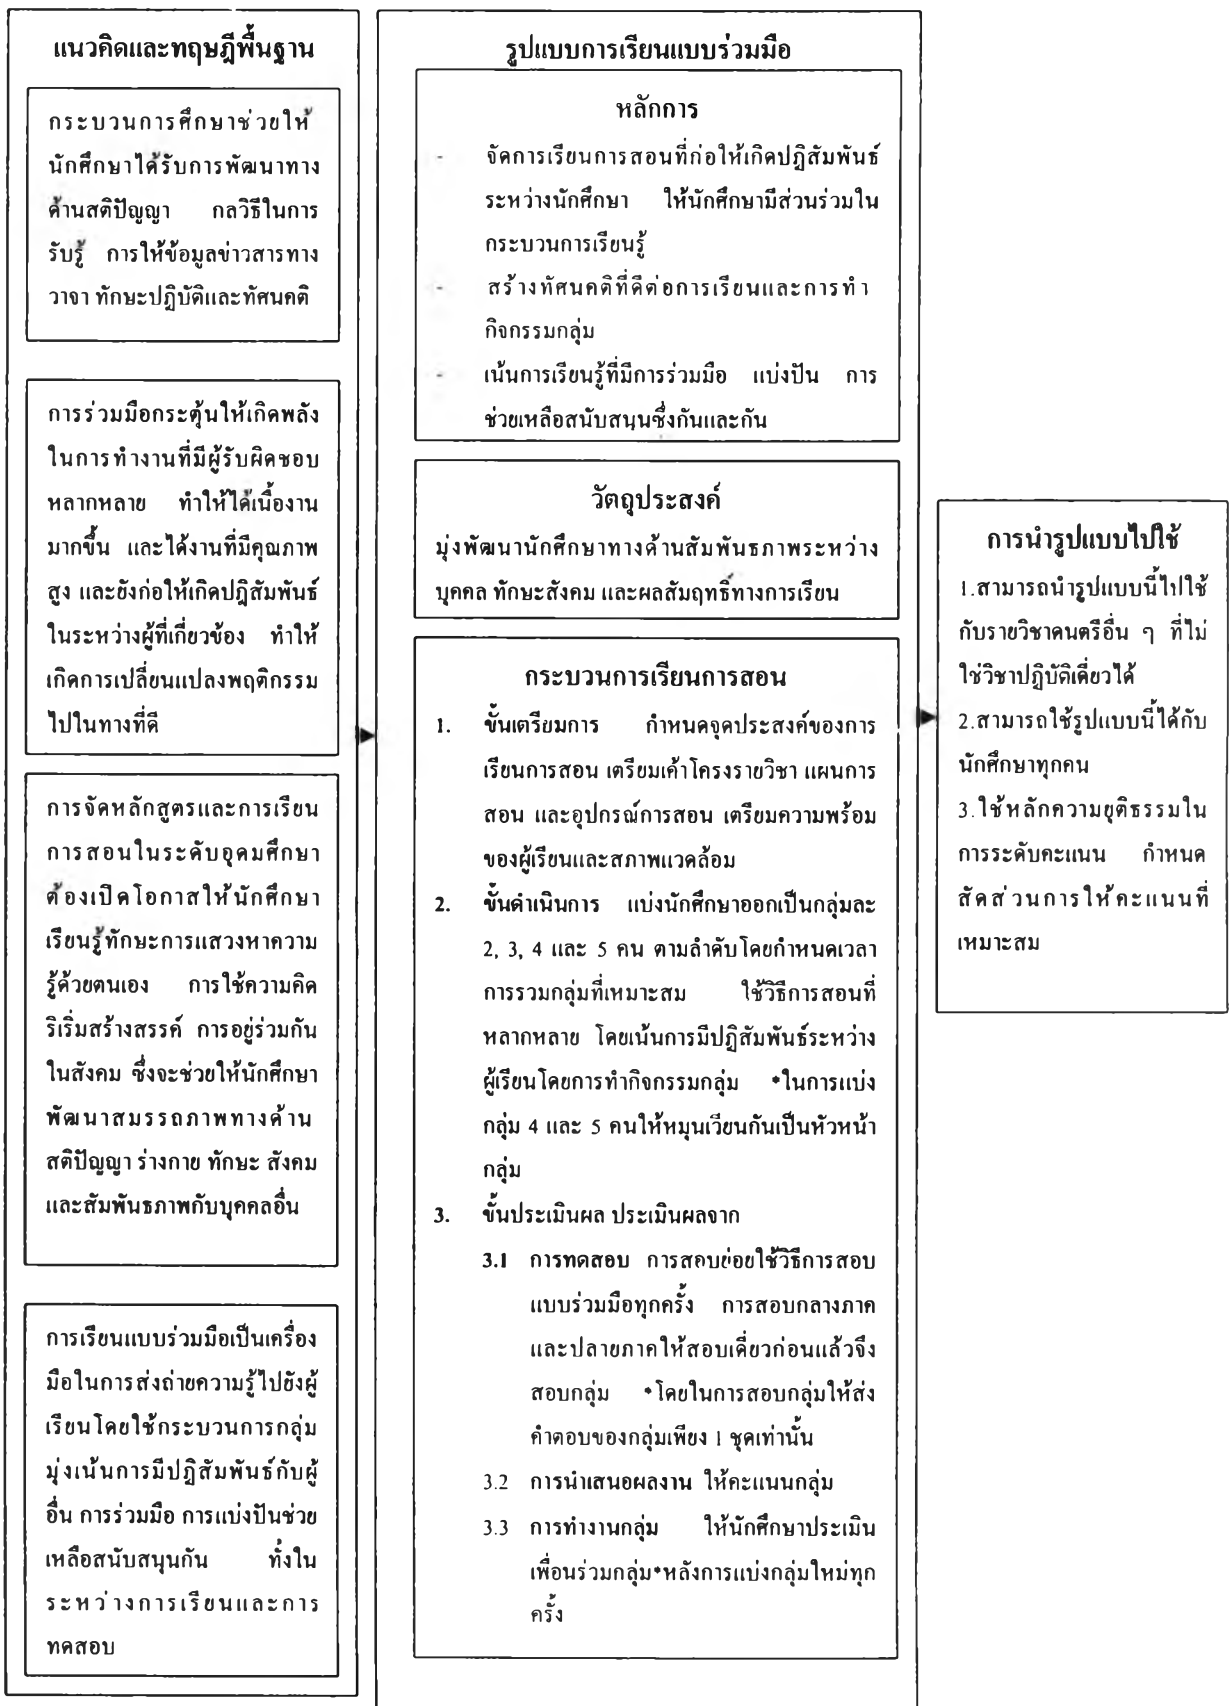 แนวคิดและทฤษฎีพื้นฐาน
กระบวนการศึกษาช่วยให้
นักศึกษาได้รับการพัฒนาทาง
ด้านสติปัญญา กลวิธีในการ
รับรู้ การให้ข้อมูลข่าวสารทาง
วาจา ทักษะปฏิบัติและทัศนคติ
การร่วมมือกระตุ้นให้เกิดพลัง
ในการทำงานที่มีผู้รับผิดชอบ
หลากหลาย ทำให้ได้เนื้องาน
มากขึ้น และได้งานที่มีคุณภาพ
สูง และยังก่อให้เกิดปฏิสัมพันธ์
ในระหว่างผู้ที่เกี่ยวข้อง ทำให้
เกิดการเปลี่ยนแปลงพฤติกรรม
ไปในทางที่ดี
การจัดหลักสูตรและการเรียน
การสอนในระดับอุดมศึกษา
ต้องเปิดโอกาสให้นักศึกษา
เรียนรู้ทักษะการแสวงหาความ
รู้ด้วยตนเอง การใช้ความคิด
ริเริ่มสร้างสรรค์ การอยู่ร่วมกัน
ในสังคม ซึ่งจะช่วยให้นักศึกษา
พัฒนาสมรรถภาพทางด้าน
สติปัญญา ร่างกาย ทักษะ สังคม
และสัมพันธภาพกับบุคคลอื่น
การเรียนแบบร่วมมือเป็นเครื่อง
มือในการส่งถ่ายความรู้ไปยังผู้
เรียนโดยใช้กระบวนการกลุ่ม
มุ่งเน้นการมีปฏิสัมพันธ์กับผู้
อื่น การร่วมมือ การแบ่งปันช่วย
เหลือสนับสนุนกัน ทั้งใน
ระหว่างการเรียนและการ
ทดสอบ
รูปแบบการเรียนแบบร่วมมือ
หลักการ
- จัดการเรียนการสอนที่ก่อให้เกิดปฏิสัมพันธ์
ระหว่างนักศึกษา ให้นักศึกษามีส่วนร่วมใน
กระบวนการเรียนรู้
- สร้างทัศนคติที่ดีต่อการเรียนและการทำ
กิจกรรมกลุ่ม
- เน้นการเรียนรู้ที่มีการร่วมมือ แบ่งปัน การ
ช่วยเหลือสนับสนุนซึ่งกันและกัน
วัตถุประสงค์
มุ่งพัฒนานักศึกษาทางด้านสัมพันธภาพระหว่าง
บุคคล ทักษะสังคม และผลสัมฤทธิ์ทางการเรียน
กระบวนการเรียนการสอน
1. ขั้นเตรียมการ กำหนดจุดประสงค์ของการ
เรียนการสอน เตรียมเค้าโครงรายวิชา แผนการ
สอน และอุปกรณ์การสอน เตรียมความพร้อม
ของผู้เรียนและสภาพแวดล้อม
2. ขั้นดำเนินการ แบ่งนักศึกษาออกเป็นกลุ่มละ
2, 3, 4 และ 5 คน ตามลำดับโดยกำหนดเวลา
การรวมกลุ่มที่เหมาะสม ใช้วิธีการสอนที่
หลากหลาย โดยเน้นการมีปฏิสัมพันธ์ระหว่าง
ผู้เรียนโดยการทำกิจกรรมกลุ่ม *ในการแบ่ง
กลุ่ม 4 และ 5 คนให้หมุนเวียนกันเป็นหัวหน้า
กลุ่ม
3. ขั้นประเมินผล ประเมินผลจาก
3.1 การทดสอบ การสอบย่อยใช้วิธีการสอบ
แบบร่วมมือทุกครั้ง การสอบกลางภาค
และปลายภาคให้สอบเดี่ยวก่อนแล้วจึง
สอบกลุ่ม *โดยในการสอบกลุ่มให้ส่ง
คำตอบของกลุ่มเพียง 1 ชุดเท่านั้น
3.2 การนำเสนอผลงาน ให้คะแนนกลุ่ม
3.3 การทำงานกลุ่ม ให้นักศึกษาประเมิน
เพื่อนร่วมกลุ่ม*หลังการแบ่งกลุ่มใหม่ทุก
ครั้ง
การนำรูปแบบไปใช้
1.สามารถนำรูปแบบนี้ไปใช้
กับรายวิชาดนตรีอื่น ๆ ที่ไม่
ใช่วิชาปฏิบัติเดี่ยวได้
2.สามารถใช้รูปแบบนี้ได้กับ
นักศึกษาทุกคน
3.ใช้หลักความยุติธรรมใน
การระดับคะแนน กำหนด
สัดส่วนการให้คะแนนที่
เหมาะสม